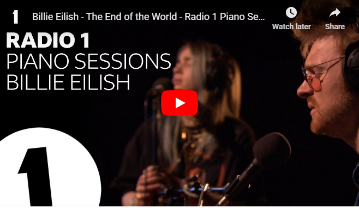 1 Billie Eilish - The End of the World - Radio 1 Piano Se...
Watch later
Share
RADIO 1
PIANO SESSIONS
BILLIE EILISH
1